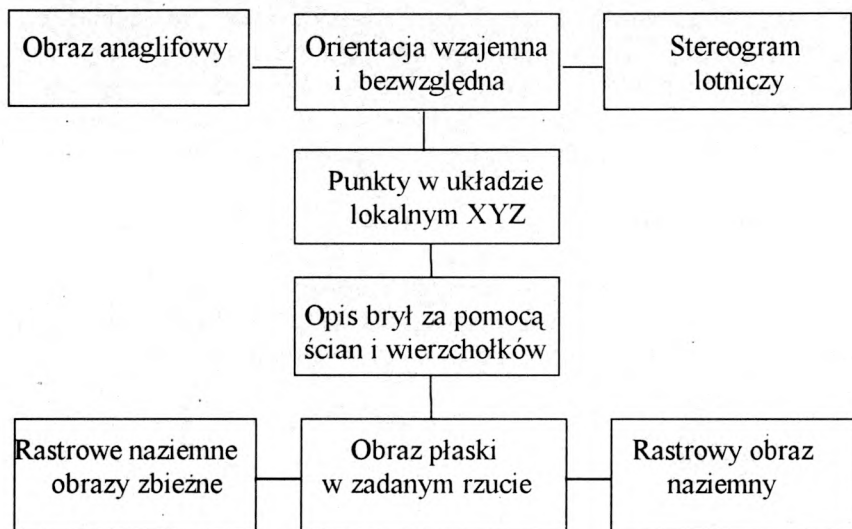 Obraz anaglifowy
Orientacja wzajemna
i bezwzględna
Stereogram
lotniczy
Punkty w układzie
lokalnym XYZ
Opis brył za pomocą
ścian i wierzchołków
Rastrowe naziemne
obrazy zbieżne
Obraz płaski
w zadanym rzucie
Rastrowy obraz
naziemny